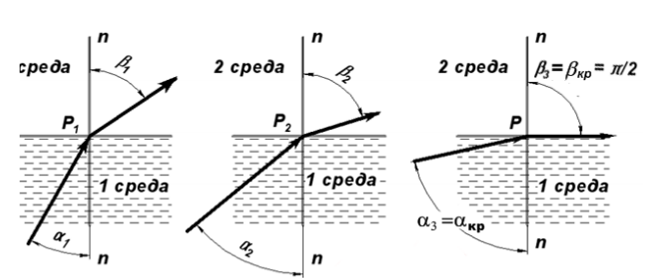 n
среда
β₁
P₁
1 среда
α₁
n
n
2 среда
β₂
P₂
1 среда
α₂
n
n
2 среда
β₃=βкр= π/2
P
1 среда
α₃=αкр
n